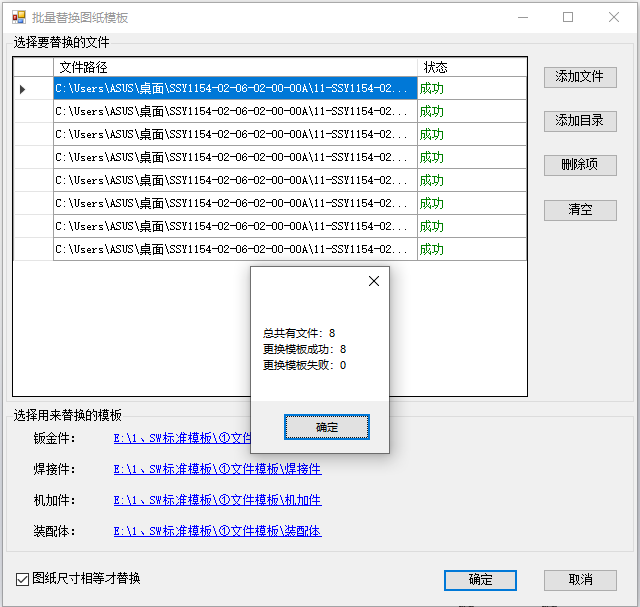 批量替换图纸模板
选择要替换的文件
文件路径 状态
C:\Users\ASUS\桌面\SSY1154-02-06-02-00-00A\11-SSY1154-02... 成功
C:\Users\ASUS\桌面\SSY1154-02-06-02-00-00A\11-SSY1154-02... 成功
C:\Users\ASUS\桌面\SSY1154-02-06-02-00-00A\11-SSY1154-02... 成功
C:\Users\ASUS\桌面\SSY1154-02-06-02-00-00A\11-SSY1154-02... 成功
C:\Users\ASUS\桌面\SSY1154-02-06-02-00-00A\11-SSY1154-02... 成功
C:\Users\ASUS\桌面\SSY1154-02-06-02-00-00A\11-SSY1154-02... 成功
C:\Users\ASUS\桌面\SSY1154-02-06-02-00-00A\11-SSY1154-02... 成功
C:\Users\ASUS\桌面\SSY1154-02-06-02-00-00A\11-SSY1154-02... 成功
添加文件
添加目录
删除项
清空
总共有文件: 8
更换模板成功: 8
更换模板失败: 0
确定
选择用来替换的模板
钣金件: E:\1、SW标准模板\①文件
焊接件: E:\1、SW标准模板\①文件模板\焊接件
机加件: E:\1、SW标准模板\①文件模板\机加件
装配体: E:\1、SW标准模板\①文件模板\装配体
图纸尺寸相等才替换
确定 取消